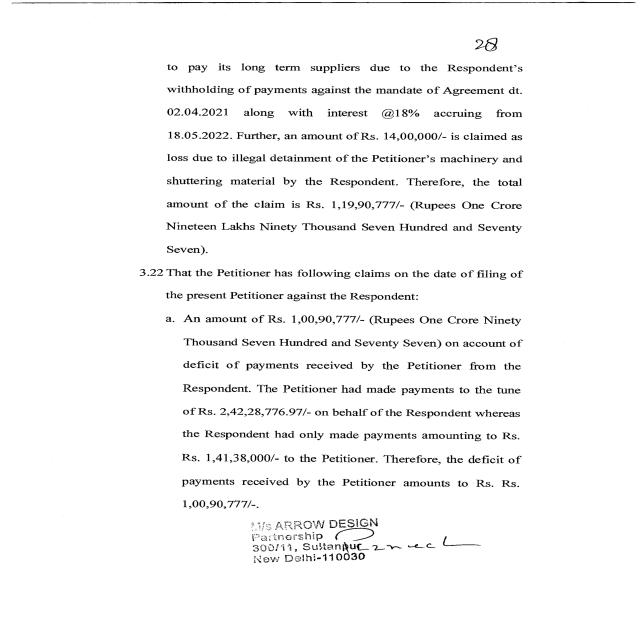 28
to pay its long term suppliers due to the Respondent's
withholding of payments against the mandate of Agreement dt.
02.04.2021 along with interest @18% accruing from
18.05.2022. Further, an amount of Rs. 14,00,000/- is claimed as
loss due to illegal detainment of the Petitioner's machinery and
shuttering material by the Respondent. Therefore, the total
amount of the claim is Rs. 1,19,90,777/- (Rupees One Crore
Nineteen Lakhs Ninety Thousand Seven Hundred and Seventy
Seven).
3.22 That the Petitioner has following claims on the date of filing of
the present Petitioner against the Respondent:
a. An amount of Rs. 1,00,90,777/- (Rupees One Crore Ninety
Thousand Seven Hundred and Seventy Seven) on account of
deficit of payments received by the Petitioner from the
Respondent. The Petitioner had made payments to the tune
of Rs. 2,42,28,776.97/- on behalf of the Respondent whereas
the Respondent had only made payments amounting to Rs.
Rs. 1,41,38,000/- to the Petitioner. Therefore, the deficit of
payments received by the Petitioner amounts to Rs. Rs.
1,00,90,777/-.
M/s ARROW DESIGN
Partnership
300/11, Sultanpur
New Delhi-110030